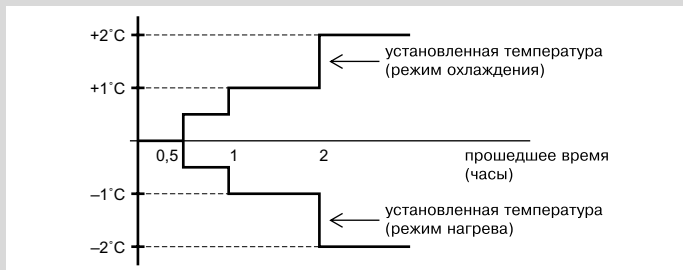 +2˚C
установленная температура
(режим охлаждения)
+1˚C
0,5 1 2 прошедшее время
(часы)
–1˚C
установленная температура
(режим нагрева)
–2˚C